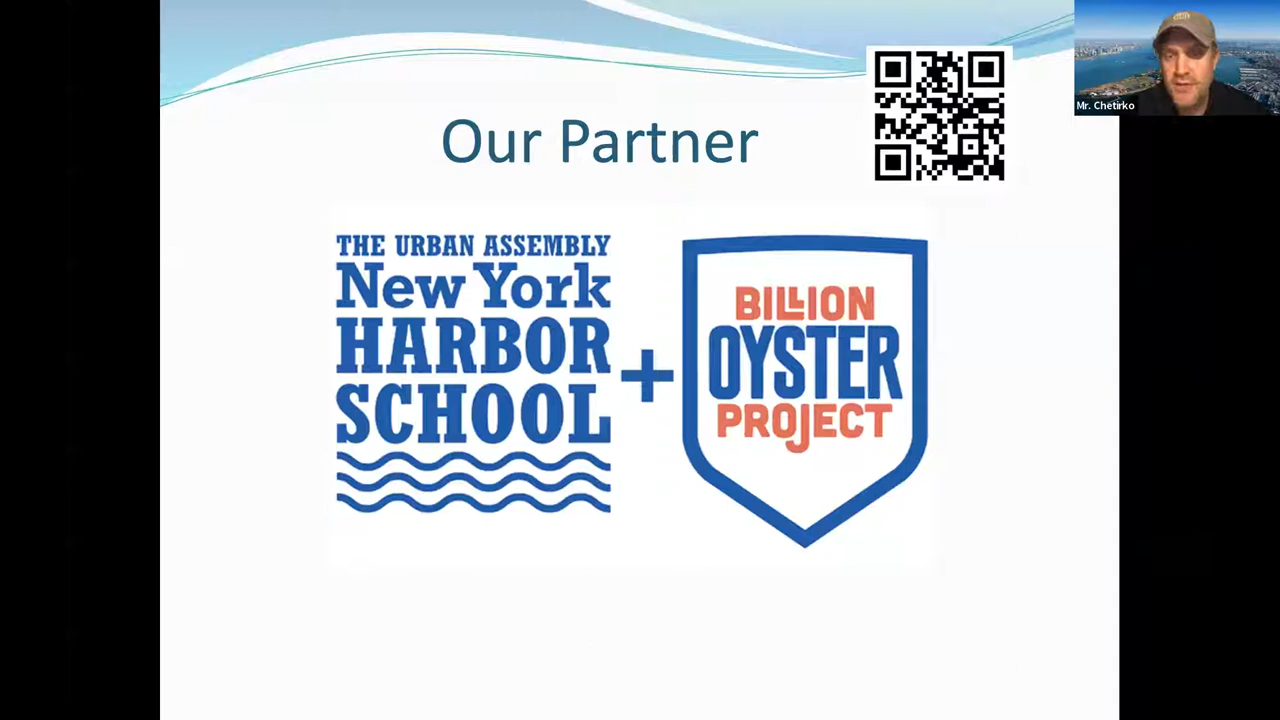 Our Partner
THE URBAN ASSEMBLY
New York
HARBOR
SCHOOL
+
BILLION
OYSTER
PROJECT
Mr. Chetirko